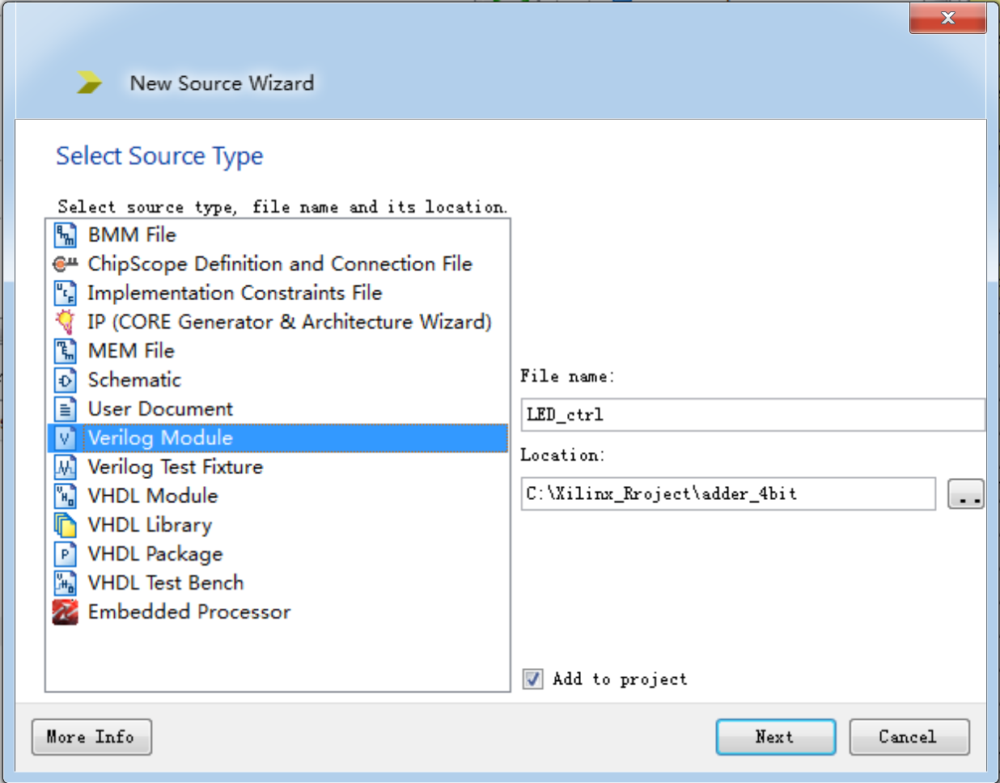 New Source Wizard
Select Source Type
Select source type, file name and its location.
BMM File
ChipScope Definition and Connection File
Implementation Constraints File
IP (CORE Generator & Architecture Wizard)
MEM File
Schematic
User Document
Verilog Module
Verilog Test Fixture
VHDL Module
VHDL Library
VHDL Package
VHDL Test Bench
Embedded Processor
File name:
LED_ctrl
Location:
C:\Xilinx_Rroject\adder_4bit
..
Add to project
More Info
Next
Cancel